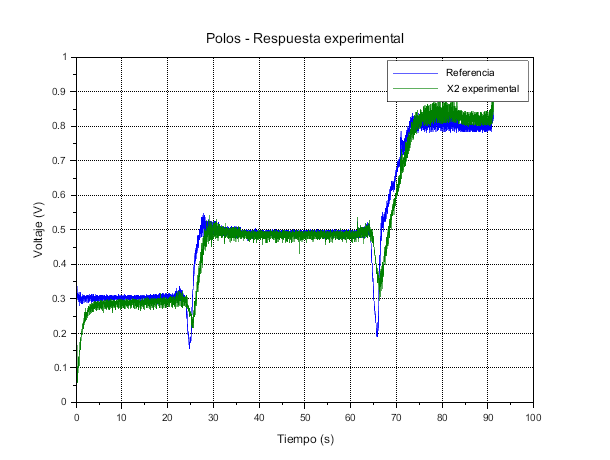 Polos - Respuesta experimental
Referencia
X2 experimental
Voltaje (V)
1
0.9
0.8
0.7
0.6
0.5
0.4
0.3
0.2
0.1
0
0 10 20 30 40 50 60 70 80 90 100
Tiempo (s)